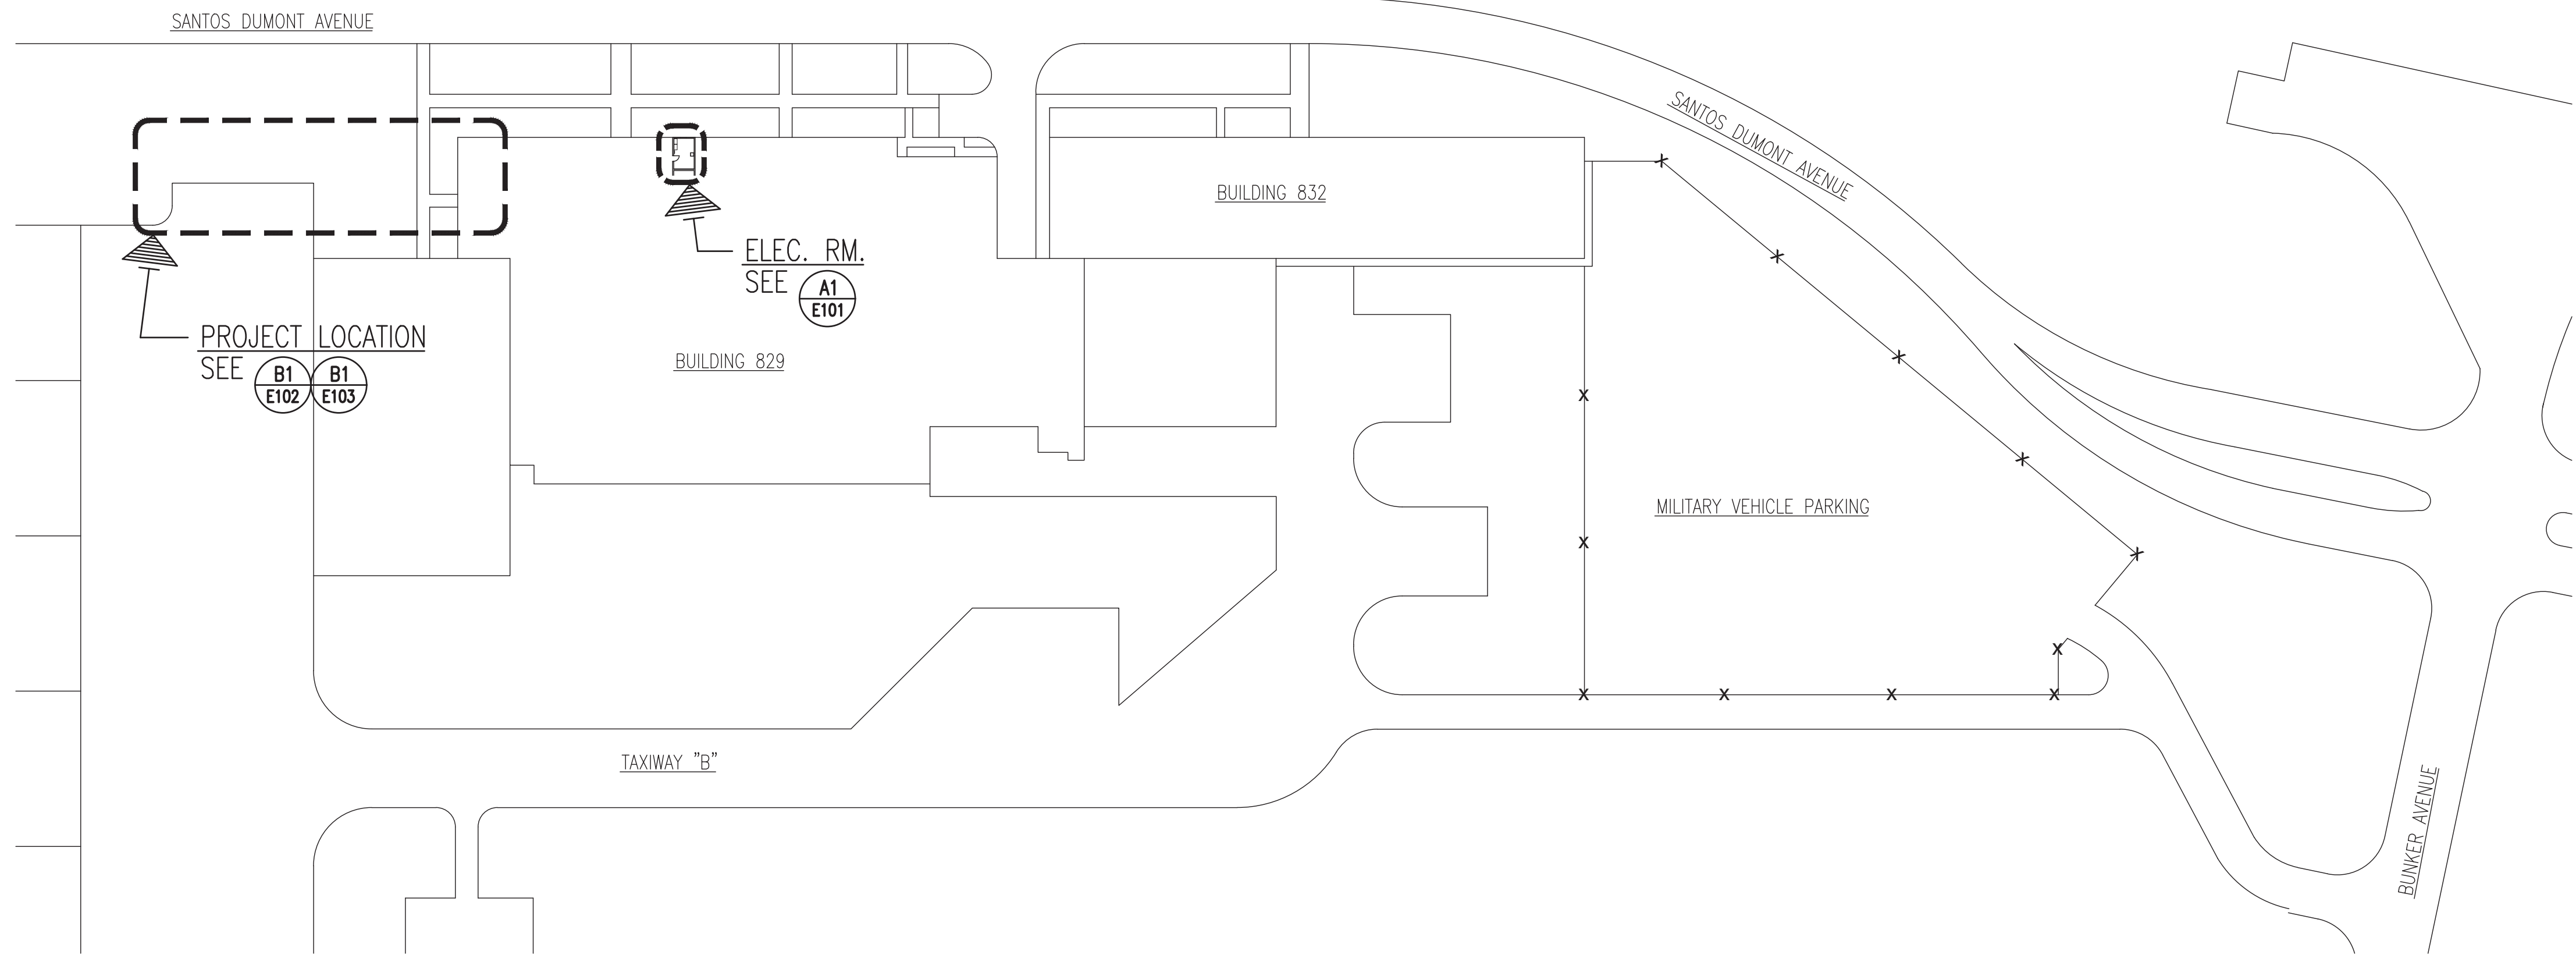 SANTOS DUMONT AVENUE
SANTOS DUMONT AVENUE
BUILDING 832
ELEC. RM.
SEE
A1
E101
PROJECT LOCATION
SEE
B1
E102
B1
E103
BUILDING 829
MILITARY VEHICLE PARKING
TAXIWAY "B"
BUNKER AVENUE